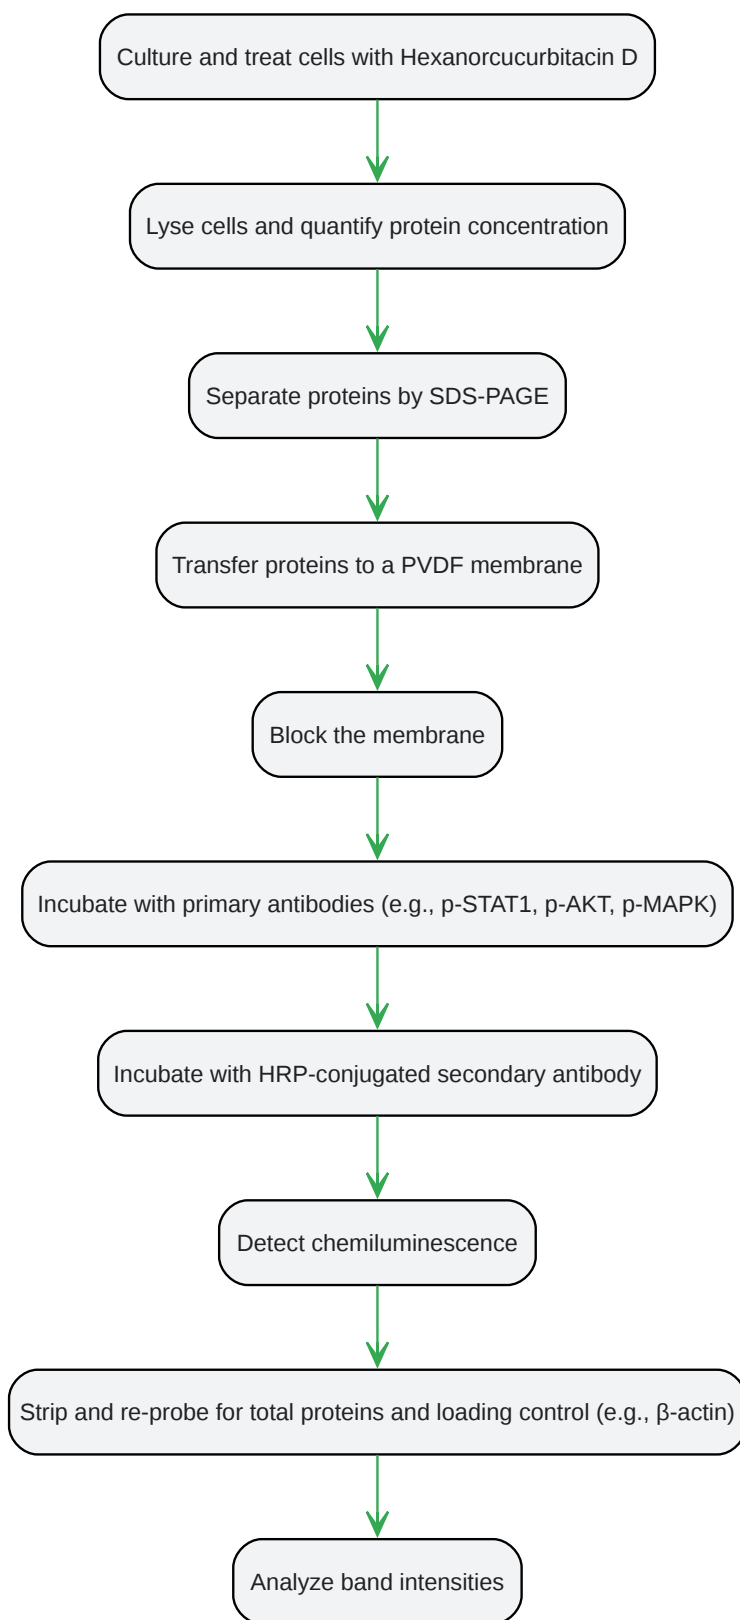 Culture and treat cells with Hexanorcucurbitacin D
Lyse cells and quantify protein concentration
Separate proteins by SDS-PAGE
Transfer proteins to a PVDF membrane
Block the membrane
Incubate with primary antibodies (e.g., p-STAT1, p-AKT, p-MAPK)
Incubate with HRP-conjugated secondary antibody
Detect chemiluminescence
Strip and re-probe for total proteins and loading control (e.g., β-actin)
Analyze band intensities